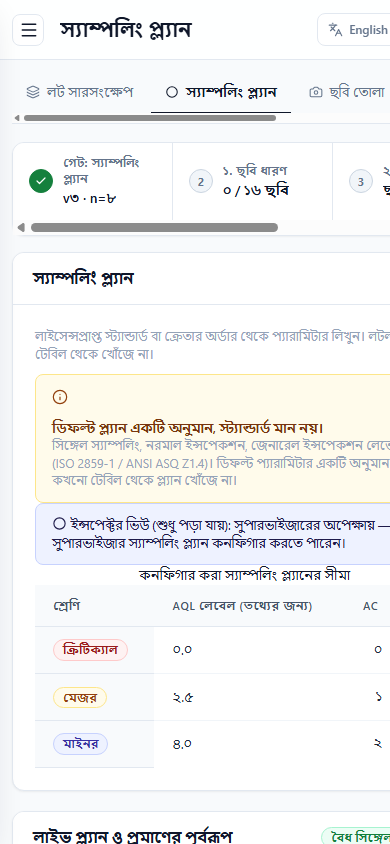 স্যাম্পলিং প্ল্যান
English
লট সারসংক্ষেপ
স্যাম্পলিং প্ল্যান
ছবি তোলা
গেট: স্যাম্পলিং
প্ল্যান
v৩ · n=৮
2
১. ছবি ধারণ
০ / ১৬ ছবি
3
স্যাম্পলিং প্ল্যান
লাইসেন্সপ্রাপ্ত স্ট্যান্ডার্ড বা ক্রেতার অর্ডার থেকে প্যারামিটার লিখুন।
টেবিল থেকে খোঁজে না।
ডিফল্ট প্ল্যান একটি অনুমান, স্ট্যান্ডার্ড মান নয়।
সিঙ্গেল স্যাম্পলিং, নরমাল ইন্সপেকশন, জেনারেল ইন্সপেকশন
(ISO 2859-1 / ANSI ASQ Z1.4)। ডিফল্ট প্যারামিটার একটি অনুমান
কখনো টেবিল থেকে প্ল্যান খোঁজে না।
ইন্সপেক্টর ভিউ (শুধু পড়া যায়): সুপারভাইজারের অপেক্ষায় —
সুপারভাইজার স্যাম্পলিং প্ল্যান কনফিগার করতে পারেন।
কনফিগার করা স্যাম্পলিং প্ল্যানের সীমা
শ্রেণি
AQL লেবেল (তথ্যের জন্য)
AC
ক্রিটিক্যাল
০.০
০
মেজর
২.৫
১
মাইনর
৪.০
২
লাইভ প্ল্যান ও প্রমাণের পূর্বরূপ
বৈধ সিঙ্গেল